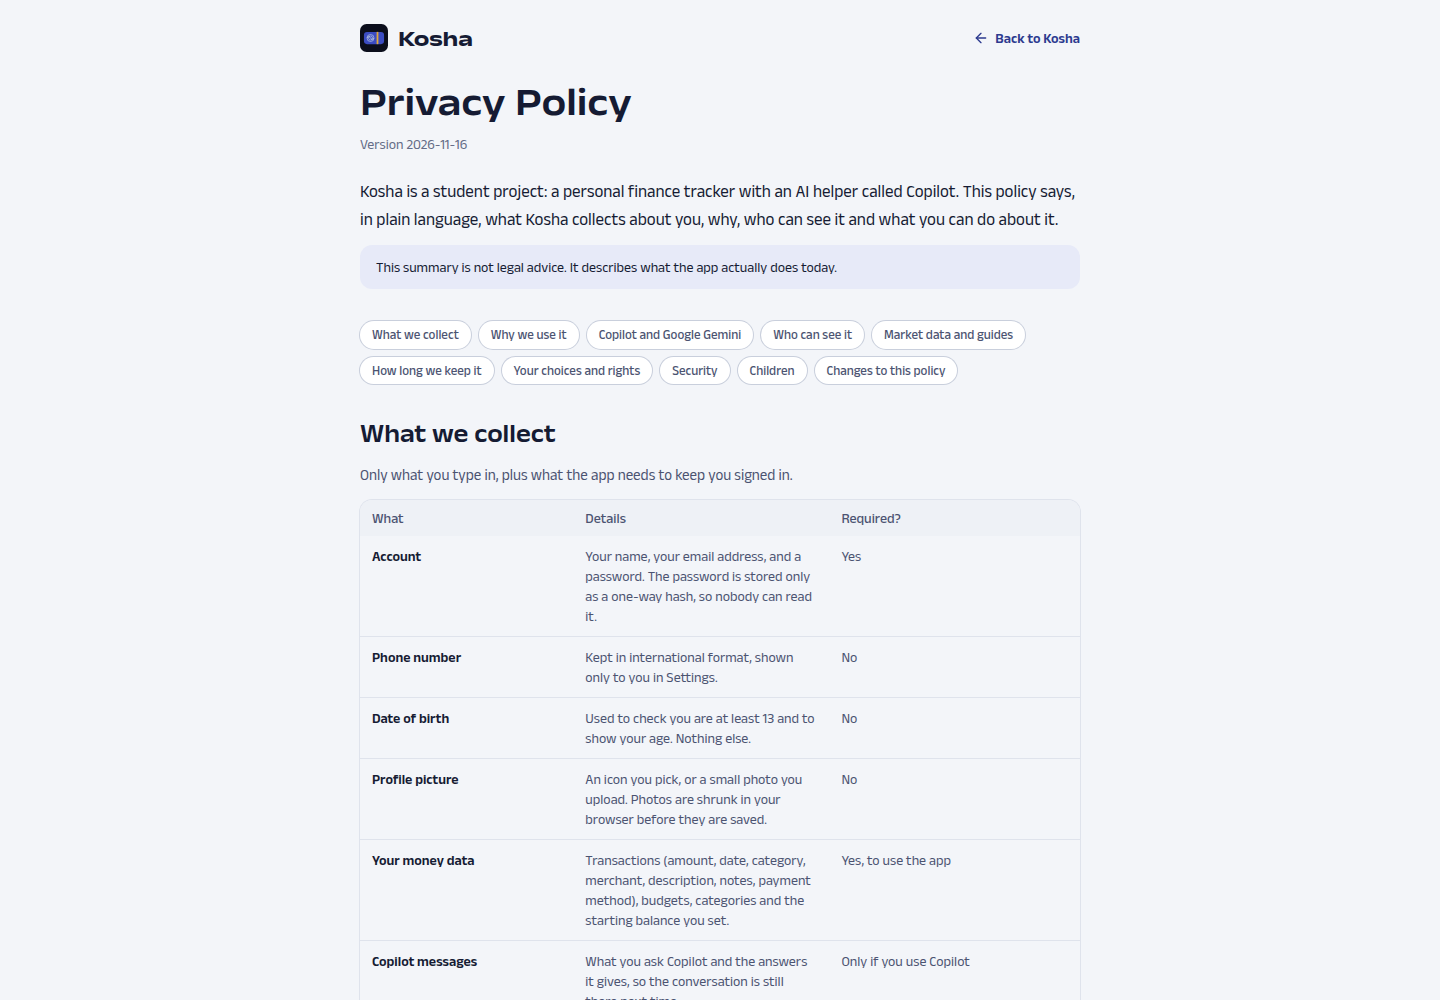 Kosha
Back to Kosha
Privacy Policy
Version 2026-11-16
Kosha is a student project: a personal finance tracker with an AI helper called Copilot. This policy says,
in plain language, what Kosha collects about you, why, who can see it and what you can do about it.
This summary is not legal advice. It describes what the app actually does today.
What we collect
Why we use it
Copilot and Google Gemini
Who can see it
Market data and guides
How long we keep it
Your choices and rights
Security
Children
Changes to this policy
What we collect
Only what you type in, plus what the app needs to keep you signed in.
What
Details
Required?
Account
Your name, your email address, and a
password. The password is stored only
as a one-way hash, so nobody can read
it.
Yes
Phone number
Kept in international format, shown
only to you in Settings.
No
Date of birth
Used to check you are at least 13 and to
show your age. Nothing else.
No
Profile picture
An icon you pick, or a small photo you
upload. Photos are shrunk in your
browser before they are saved.
No
Your money data
Transactions (amount, date, category,
merchant, description, notes, payment
method), budgets, categories and the
starting balance you set.
Yes, to use the app
Copilot messages
What you ask Copilot and the answers
it gives, so the conversation is still
Only if you use Copilot